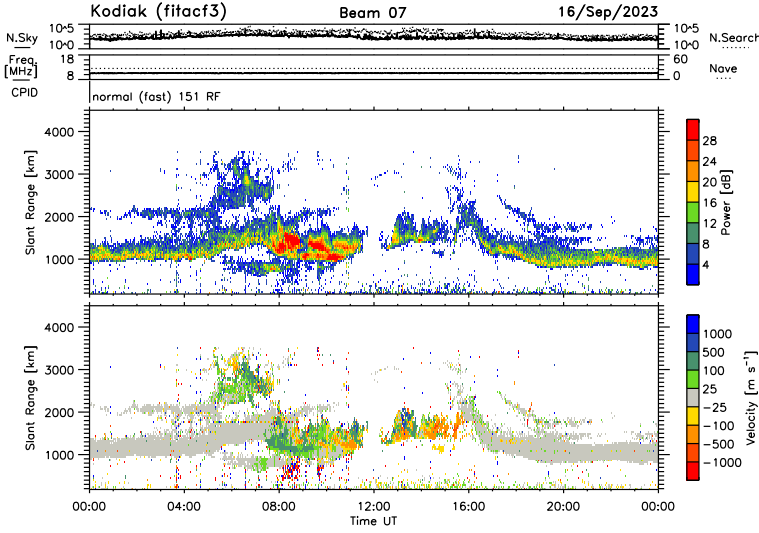 Kodiak (fitacf3) Beam 07 16/Sep/2023
N.Sky 10^5 10^0 10^5 10^0 N.Search
Freq. [MHz] 18 8 60 0 Nave
CPID normal (fast) 151 RF
Slant Range [km] 4000 3000 2000 1000
Power [dB] 28 24 20 16 12 8 4
Slant Range [km] 4000 3000 2000 1000
Velocity [m s^-1] 1000 500 100 25 -25 -100 -500 -1000
00:00 04:00 08:00 12:00 16:00 20:00 00:00
Time UT